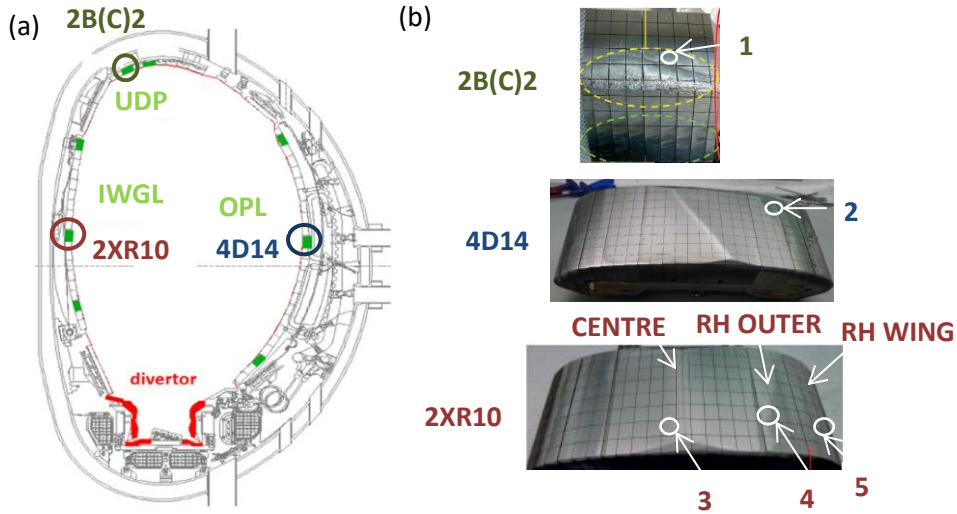 (a)
2B(C)2
UDP
IWGL
OPL
2XR10
4D14
divertor
(b)
2B(C)2
1
4D14
2
CENTRE
RH OUTER
RH WING
2XR10
3
4
5